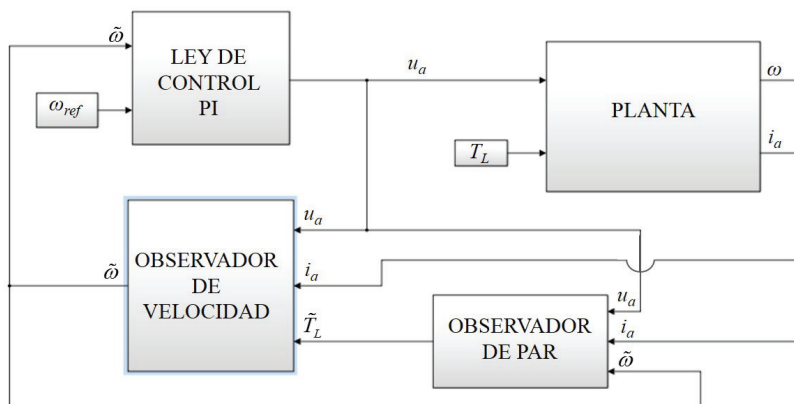 ω̃
LEY DE
CONTROL
PI
ω_ref
u_a
PLANTA
ω
i_a
T_L
u_a
OBSERVADOR
DE
VELOCIDAD
i_a
T̃_L
ω̃
OBSERVADOR
DE PAR
u_a
i_a
ω̃